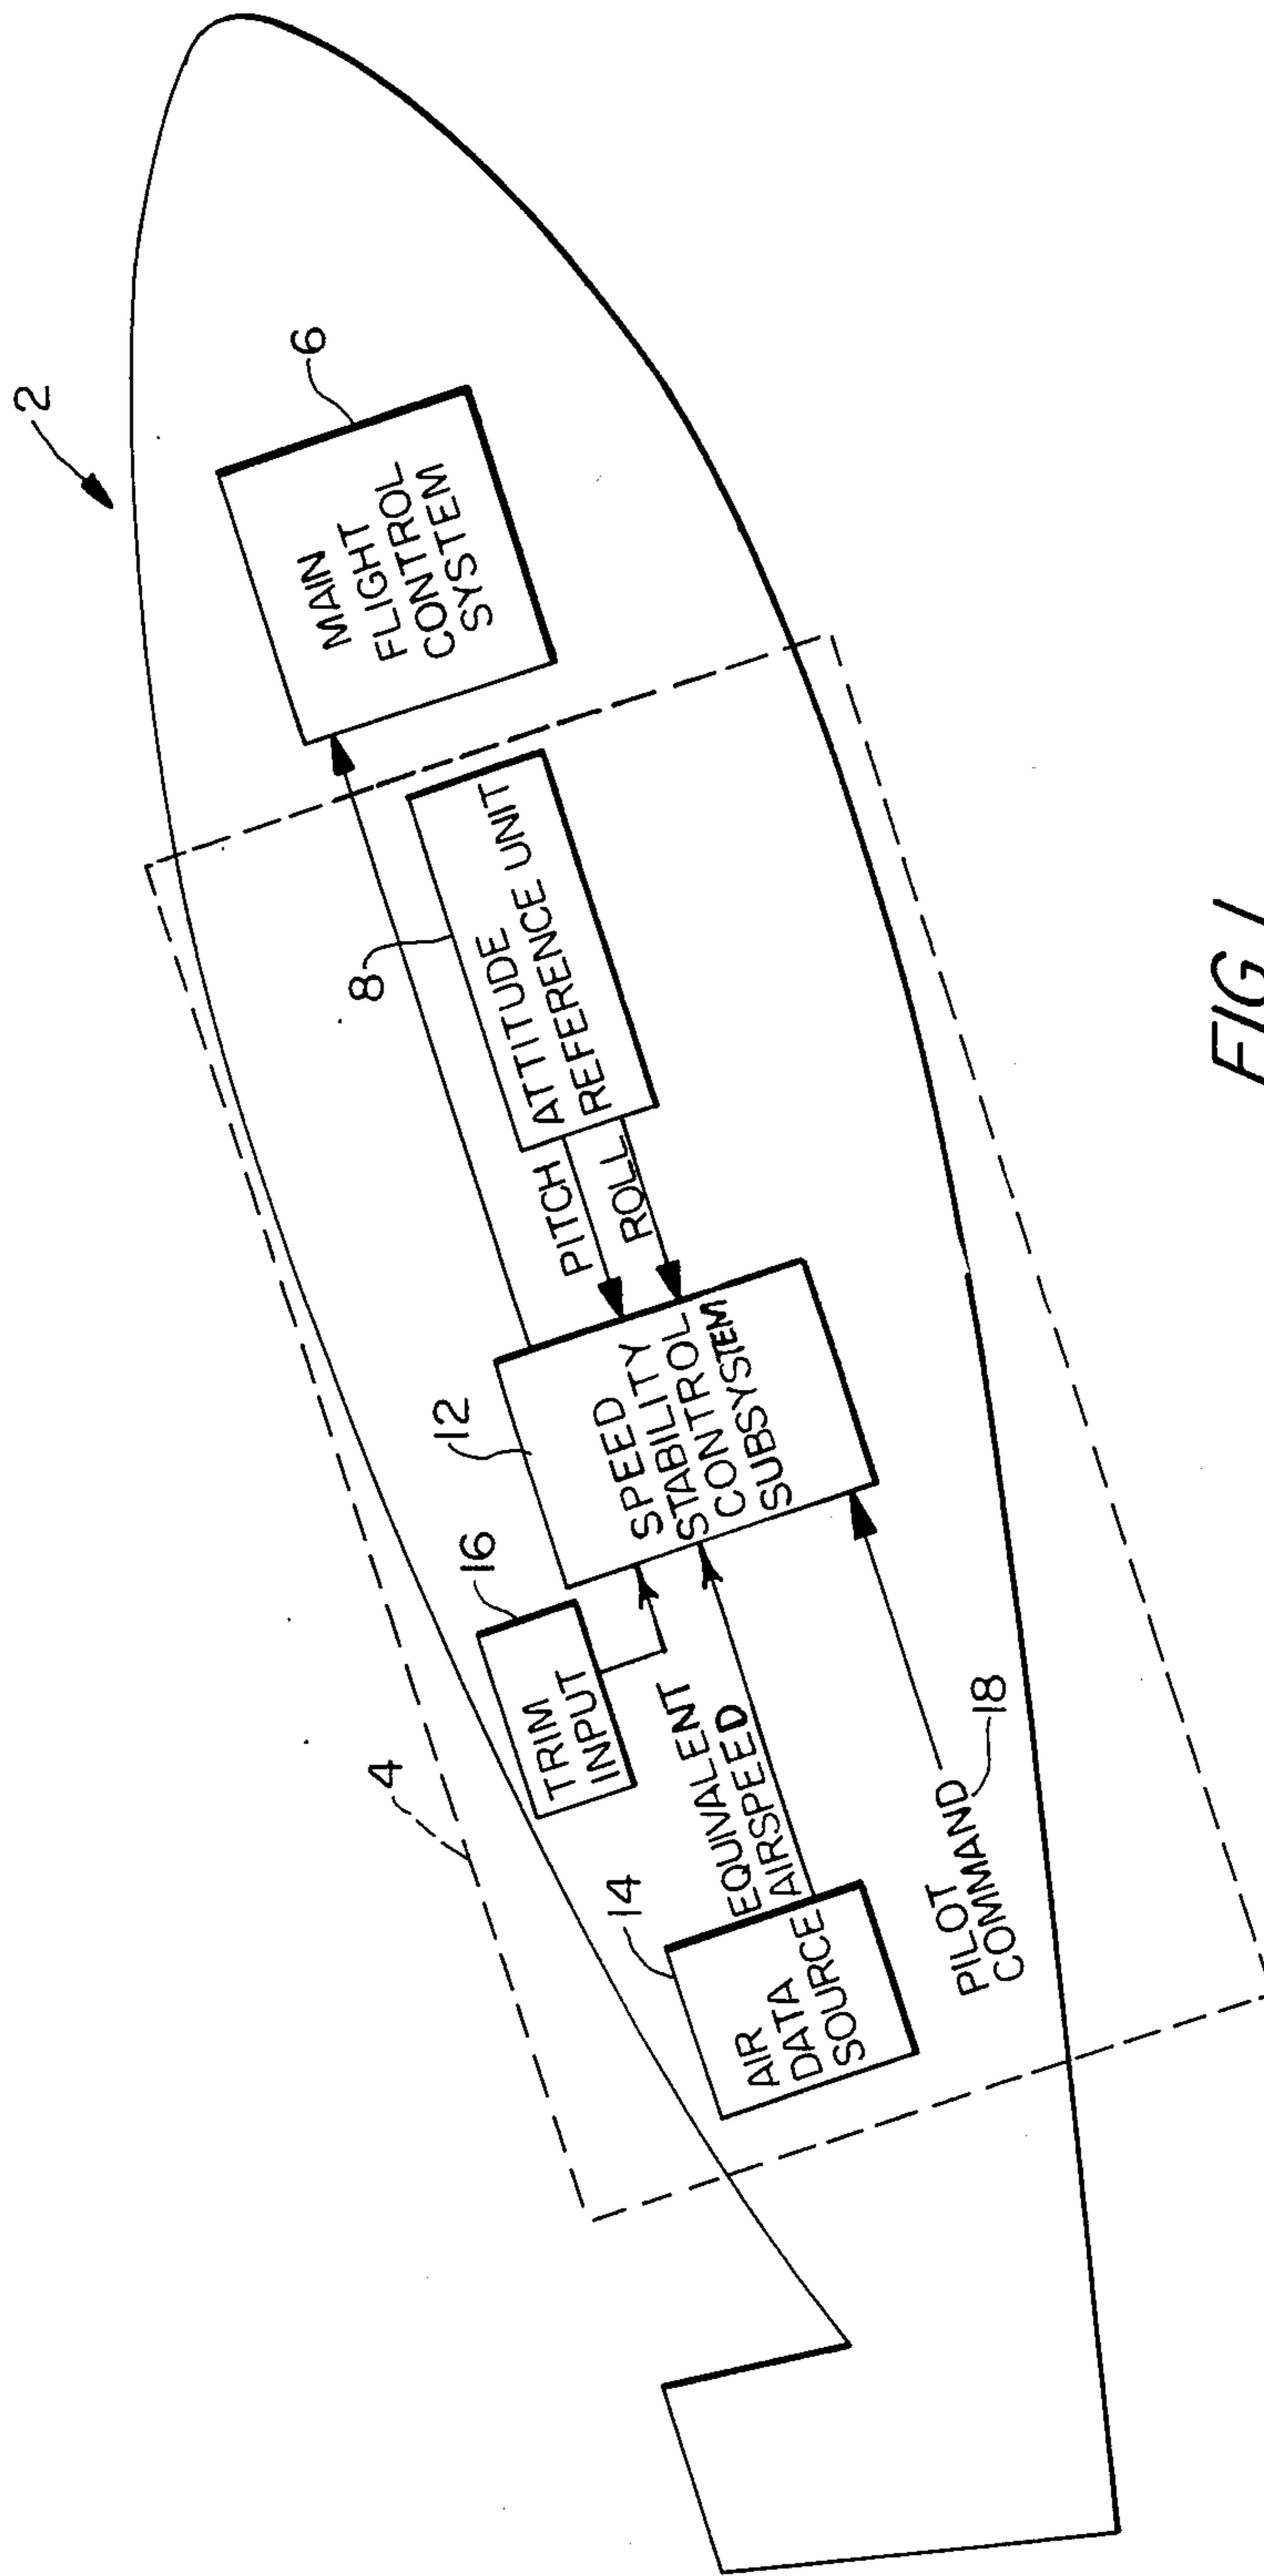 2
6
MAIN
FLIGHT
CONTROL
SYSTEM
8
ATTITUDE
REFERENCE UNIT
PITCH
ROLL
12
SPEED
STABILITY
CONTROL
SUBSYSTEM
16
TRIM
INPUT
4
EQUIVALENT
AIRSPEED
14
AIR
DATA
SOURCE
PILOT
COMMAND
18
FIG. 1